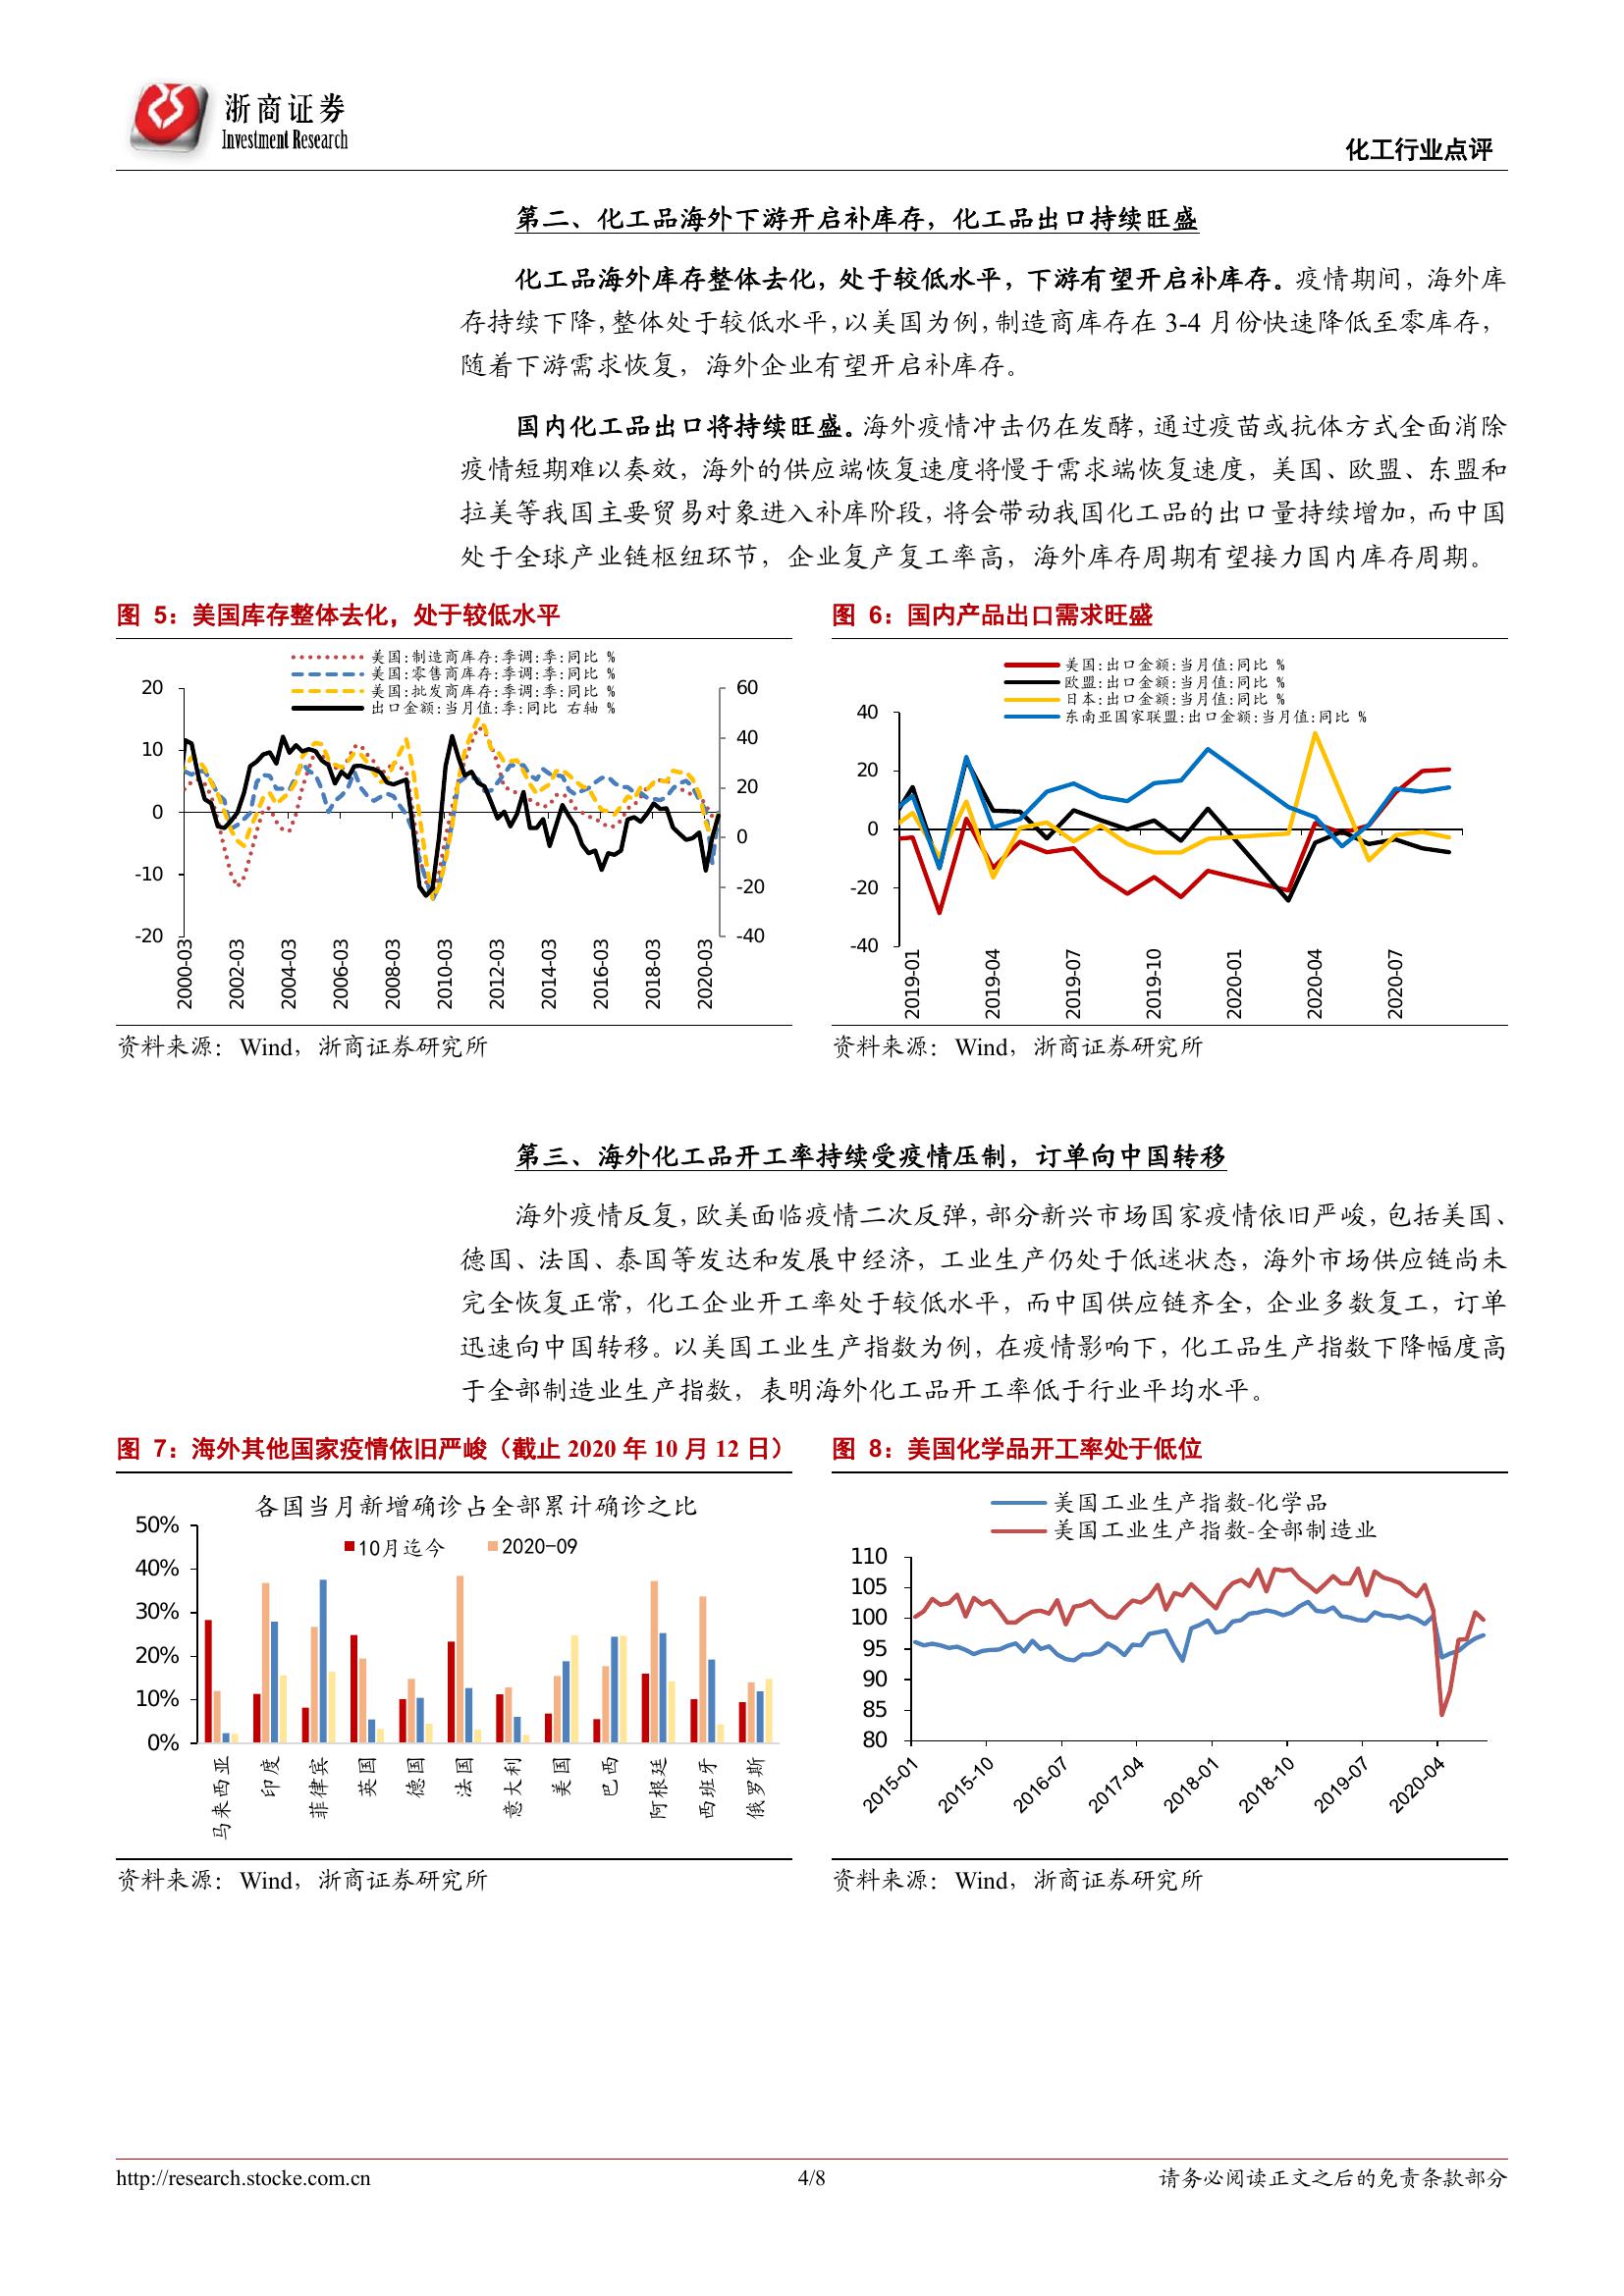 浙商证券
Investment Research
化工行业点评
第二、化工品海外下游开启补库存，化工品出口持续旺盛
化工品海外库存整体去化，处于较低水平，下游有望开启补库存。疫情期间，海外库
存持续下降，整体处于较低水平，以美国为例，制造商库存在 3-4 月份快速降低至零库存，
随着下游需求恢复，海外企业有望开启补库存。
国内化工品出口将持续旺盛。海外疫情冲击仍在发酵，通过疫苗或抗体方式全面消除
疫情短期难以奏效，海外的供应端恢复速度将慢于需求端恢复速度，美国、欧盟、东盟和
拉美等我国主要贸易对象进入补库阶段，将会带动我国化工品的出口量持续增加，而中国
处于全球产业链枢纽环节，企业复产复工率高，海外库存周期有望接力国内库存周期。
图 5：美国库存整体去化，处于较低水平
美国:制造商库存:季调:季:同比 %
美国:零售商库存:季调:季:同比 %
美国:批发商库存:季调:季:同比 %
出口金额:当月值:季:同比 右轴 %
20
10
0
-10
-20
60
40
20
0
-20
-40
2000-03
2002-03
2004-03
2006-03
2008-03
2010-03
2012-03
2014-03
2016-03
2018-03
2020-03
资料来源：Wind，浙商证券研究所
图 6：国内产品出口需求旺盛
美国:出口金额:当月值:同比 %
欧盟:出口金额:当月值:同比 %
日本:出口金额:当月值:同比 %
东南亚国家联盟:出口金额:当月值:同比 %
40
20
0
-20
-40
2019-01
2019-04
2019-07
2019-10
2020-01
2020-04
2020-07
资料来源：Wind，浙商证券研究所
第三、海外化工品开工率持续受疫情压制，订单向中国转移
海外疫情反复，欧美面临疫情二次反弹，部分新兴市场国家疫情依旧严峻，包括美国、
德国、法国、泰国等发达和发展中经济，工业生产仍处于低迷状态，海外市场供应链尚未
完全恢复正常，化工企业开工率处于较低水平，而中国供应链齐全，企业多数复工，订单
迅速向中国转移。以美国工业生产指数为例，在疫情影响下，化工品生产指数下降幅度高
于全部制造业生产指数，表明海外化工品开工率低于行业平均水平。
图 7：海外其他国家疫情依旧严峻（截止 2020 年 10 月 12 日）
各国当月新增确诊占全部累计确诊之比
10月迄今
2020-09
50%
40%
30%
20%
10%
0%
马来西亚
印度
菲律宾
英国
德国
法国
意大利
美国
巴西
阿根廷
西班牙
俄罗斯
资料来源：Wind，浙商证券研究所
图 8：美国化学品开工率处于低位
美国工业生产指数-化学品
美国工业生产指数-全部制造业
110
105
100
95
90
85
80
2015-01
2015-10
2016-07
2017-04
2018-01
2018-10
2019-07
2020-04
资料来源：Wind，浙商证券研究所
http://research.stocke.com.cn
4/8
请务必阅读正文之后的免责条款部分